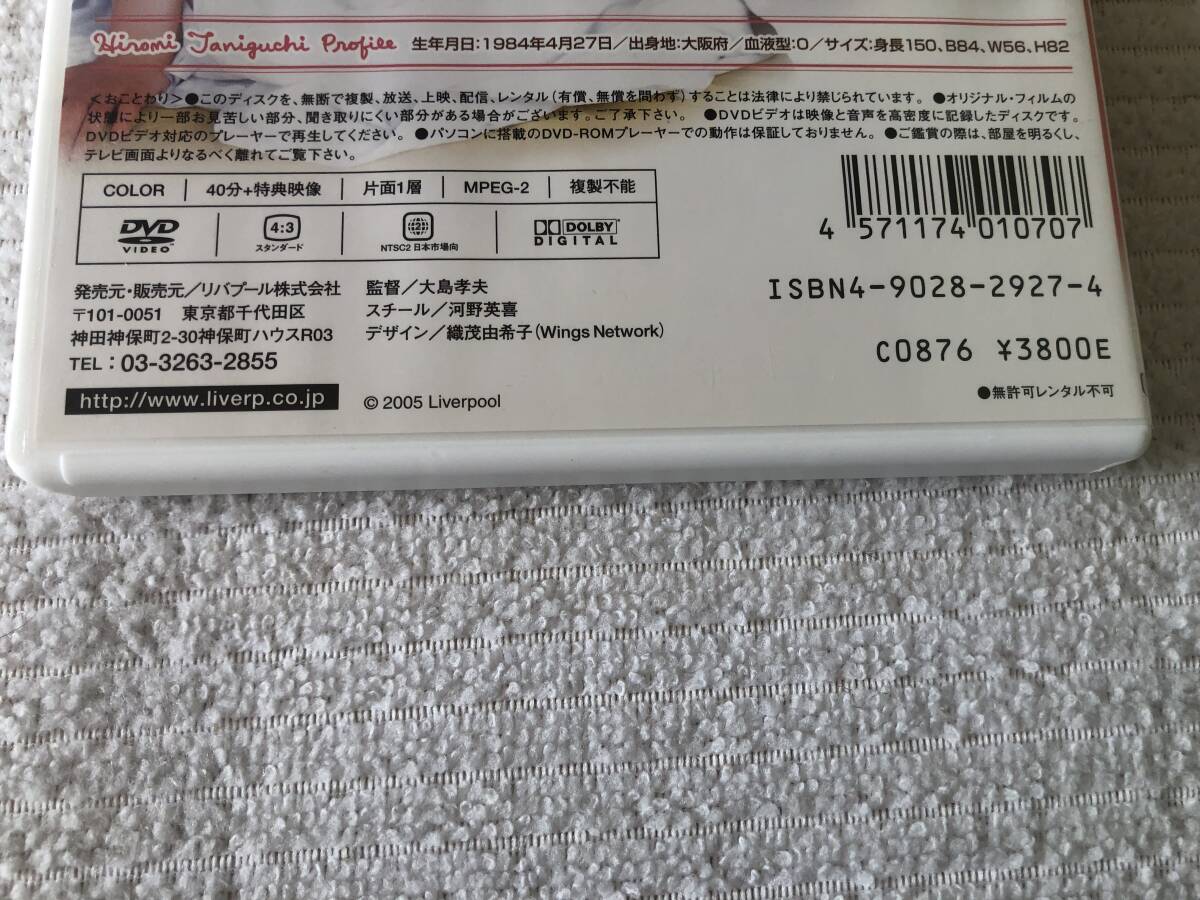 Hiromi Taniguchi Profile 生年月日:1984年4月27日/出身地:大阪府/血液型:O/サイズ:身長150、B84、W56、H82
<おことわり>●このディスクを、無断で複製、放送、上映、配信、レンタル(有償、無償を問わず)することは法律により禁じられています。 ●オリジナル・フィルムの
状態により一部お見苦しい部分、聞き取りにくい部分がある場合がございます。ご了承下さい。 ●DVDビデオは映像と音声を高密度に記録したディスクです。
DVDビデオ対応のプレーヤーで再生してください。 ●パソコンに搭載のDVD-ROMプレーヤーでの動作は保証しておりません。 ●ご鑑賞の際は、部屋を明るくし、
テレビ画面よりなるべく離れてご覧下さい。
COLOR 40分+特典映像 片面1層 MPEG-2 複製不能
DVD VIDEO 4:3 スタンダード 2 NTSC2 日本市場向 DOLBY DIGITAL
4 571174 010707
発売元・販売元/リバプール株式会社
〒101-0051 東京都千代田区
神田神保町2-30神保町ハウスR03
TEL:03-3263-2855
http://www.liverp.co.jp
監督/大島孝夫
スチール/河野英喜
デザイン/織茂由希子(Wings Network)
© 2005 Liverpool
ISBN4-9028-2927-4
C0876 ¥3800E
●無許可レンタル不可